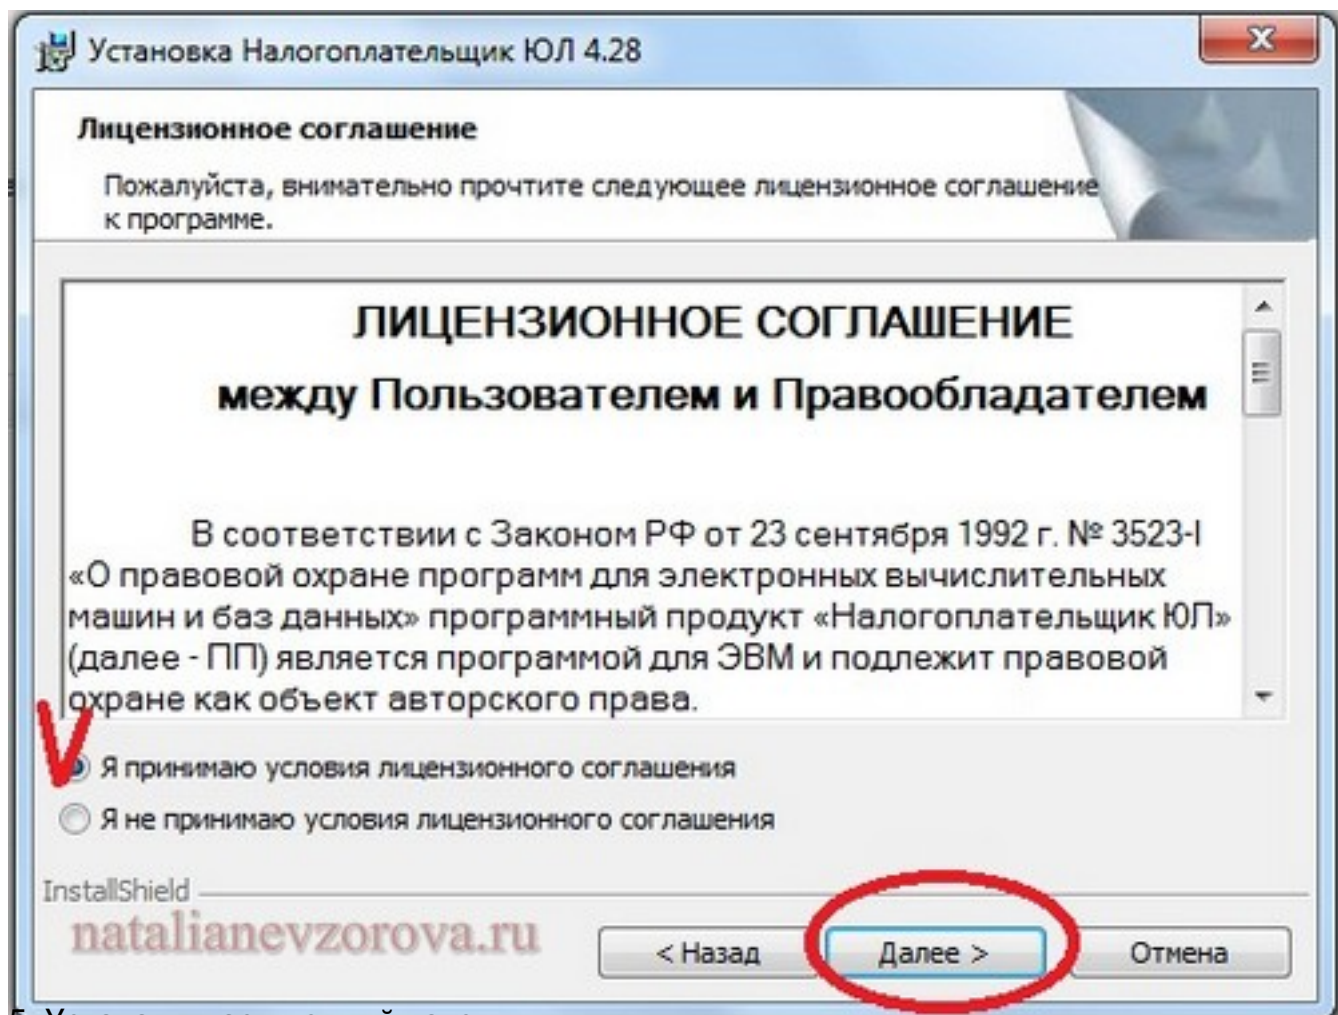 Установка Налогоплательщик ЮЛ 4.28
Лицензионное соглашение
Пожалуйста, внимательно прочтите следующее лицензионное соглашение
к программе.
ЛИЦЕНЗИОННОЕ СОГЛАШЕНИЕ
между Пользователем и Правообладателем
В соответствии с Законом РФ от 23 сентября 1992 г. № 3523-I
«О правовой охране программ для электронных вычислительных
машин и баз данных» программный продукт «Налогоплательщик ЮЛ»
(далее - ПП) является программой для ЭВМ и подлежит правовой
охране как объект авторского права.
Я принимаю условия лицензионного соглашения
Я не принимаю условия лицензионного соглашения
InstallShield
natalianevzorova.ru
< Назад
Далее >
Отмена